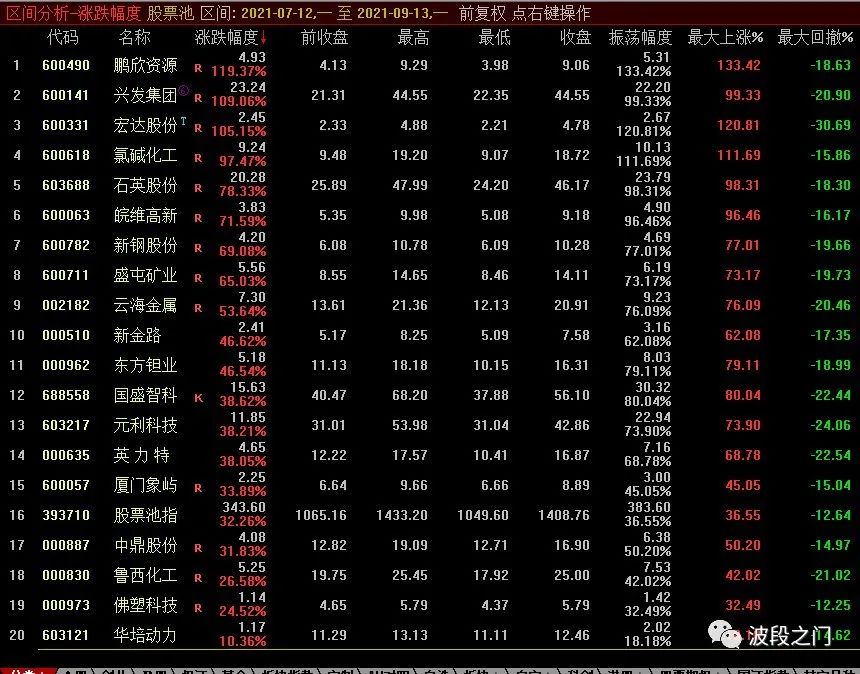 区间分析-涨跌幅度 股票池 区间: 2021-07-12,一 至 2021-09-13,一 前复权 点右键操作
代码 名称 涨跌幅度↓ 前收盘 最高 最低 收盘 振荡幅度 最大上涨% 最大回撤%
1 600490 鹏欣资源 R 4.93 119.37% 4.13 9.29 3.98 9.06 5.31 133.42% 133.42 -18.63
2 600141 兴发集团 R 23.24 109.06% 21.31 44.55 22.35 44.55 22.20 99.33% 99.33 -20.90
3 600331 宏达股份T R 2.45 105.15% 2.33 4.88 2.21 4.78 2.67 120.81% 120.81 -30.69
4 600618 氯碱化工 R 9.24 97.47% 9.48 19.20 9.07 18.72 10.13 111.69% 111.69 -15.86
5 603688 石英股份 R 20.28 78.33% 25.89 47.99 24.20 46.17 23.79 98.31% 98.31 -18.30
6 600063 皖维高新 R 3.83 71.59% 5.35 9.98 5.08 9.18 4.90 96.46% 96.46 -16.17
7 600782 新钢股份 R 4.20 69.08% 6.08 10.78 6.09 10.28 4.69 77.01% 77.01 -19.66
8 600711 盛屯矿业 R 5.56 65.03% 8.55 14.65 8.46 14.11 6.19 73.17% 73.17 -19.73
9 002182 云海金属 R 7.30 53.64% 13.61 21.36 12.13 20.91 9.23 76.09% 76.09 -20.46
10 000510 新金路 2.41 46.62% 5.17 8.25 5.09 7.58 3.16 62.08% 62.08 -17.35
11 000962 东方钽业 5.18 46.54% 11.13 18.18 10.15 16.31 8.03 79.11% 79.11 -18.99
12 688558 国盛智科 K 15.63 38.62% 40.47 68.20 37.88 56.10 30.32 80.04% 80.04 -22.44
13 603217 元利科技 11.85 38.21% 31.01 53.98 31.04 42.86 22.94 73.90% 73.90 -24.06
14 000635 英力特 4.65 38.05% 12.22 17.57 10.41 16.87 7.16 68.78% 68.78 -22.54
15 600057 厦门象屿 R 2.25 33.89% 6.64 9.66 6.66 8.89 3.00 45.05% 45.05 -15.04
16 393710 股票池指 343.60 32.26% 1065.16 1433.20 1049.60 1408.76 383.60 36.55% 36.55 -12.64
17 000887 中鼎股份 R 4.08 31.83% 12.82 19.09 12.71 16.90 6.38 50.20% 50.20 -14.97
18 000830 鲁西化工 R 5.25 26.58% 19.75 25.45 17.92 25.00 7.53 42.02% 42.02 -21.02
19 000973 佛塑科技 R 1.14 24.52% 4.65 5.79 4.37 5.79 1.42 32.49% 32.49 -12.25
20 603121 华培动力 1.17 10.36% 11.29 13.13 11.11 12.46 2.02 18.18%
波段之门